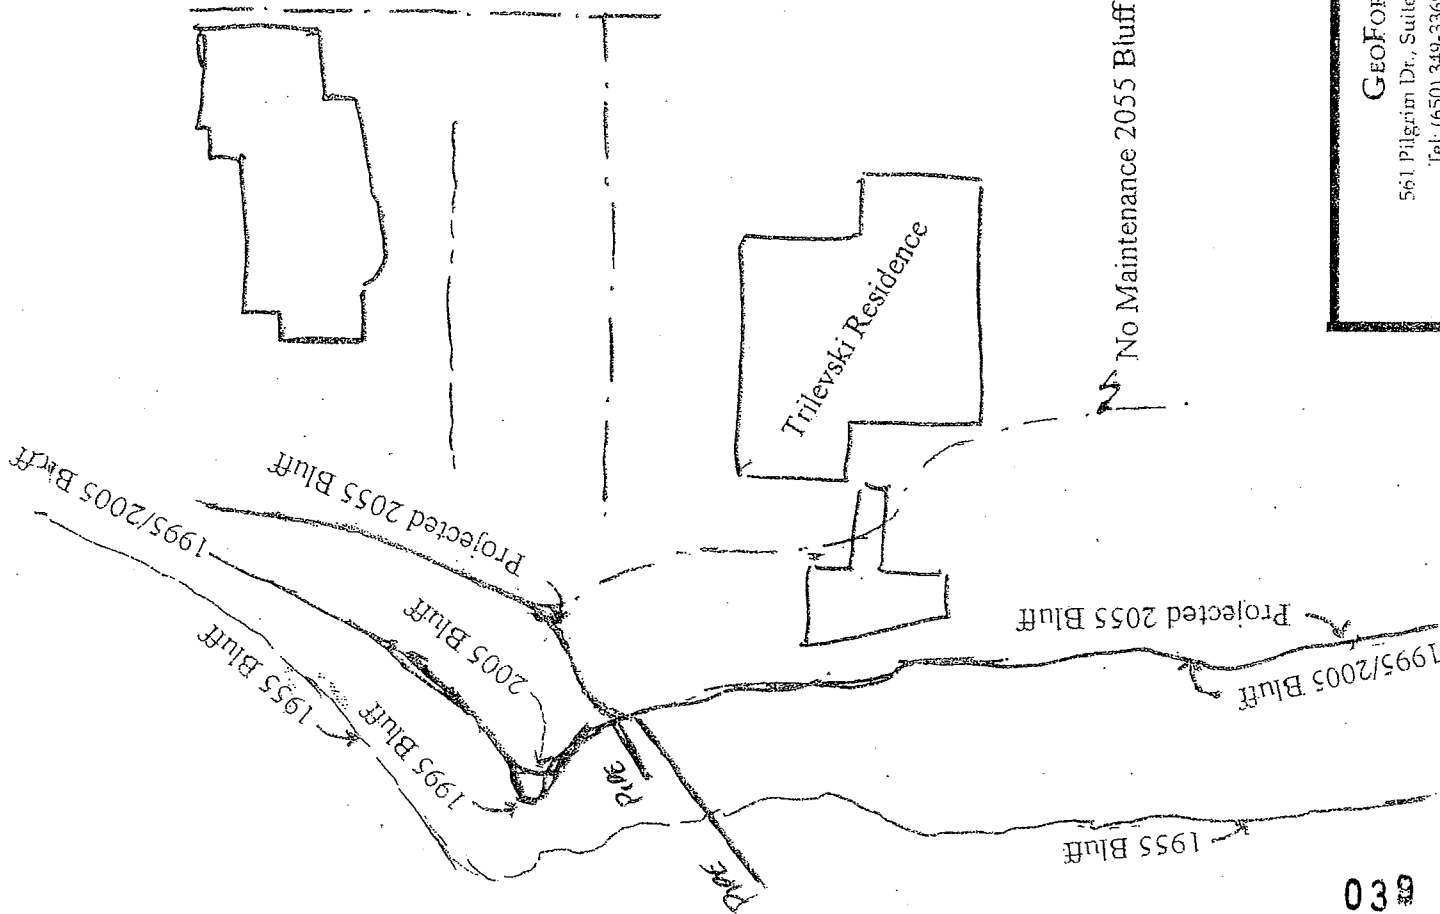 No Maintenance 2055 Bluff
GEOFOR
561 Pilgrim Dr., Suite
Tel: (650) 349-336
Trilevski Residence
1995/2005 Bluff
Projected 2055 Bluff
2005 Bluff
1955 Bluff
1995 Bluff
PIPE
PIPE
Projected 2055 Bluff
1995/2005 Bluff
1955 Bluff
039